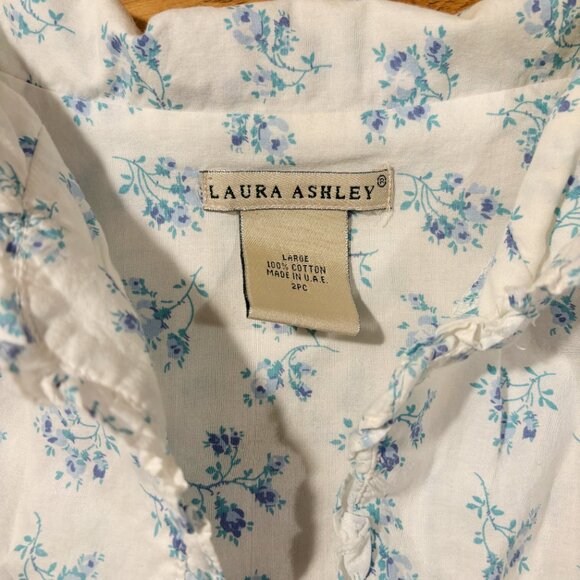 LAURA ASHLEY®
LARGE
100% COTTON
MADE IN U.A.E.
2PC